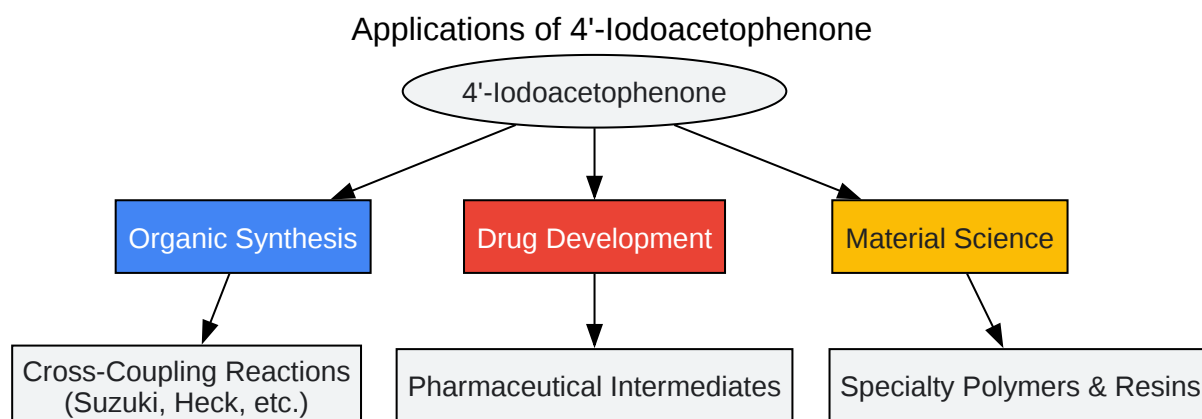 Applications of 4'-Iodoacetophenone
4'-Iodoacetophenone
Organic Synthesis
Drug Development
Material Science
Cross-Coupling Reactions
(Suzuki, Heck, etc.)
Pharmaceutical Intermediates
Specialty Polymers & Resins